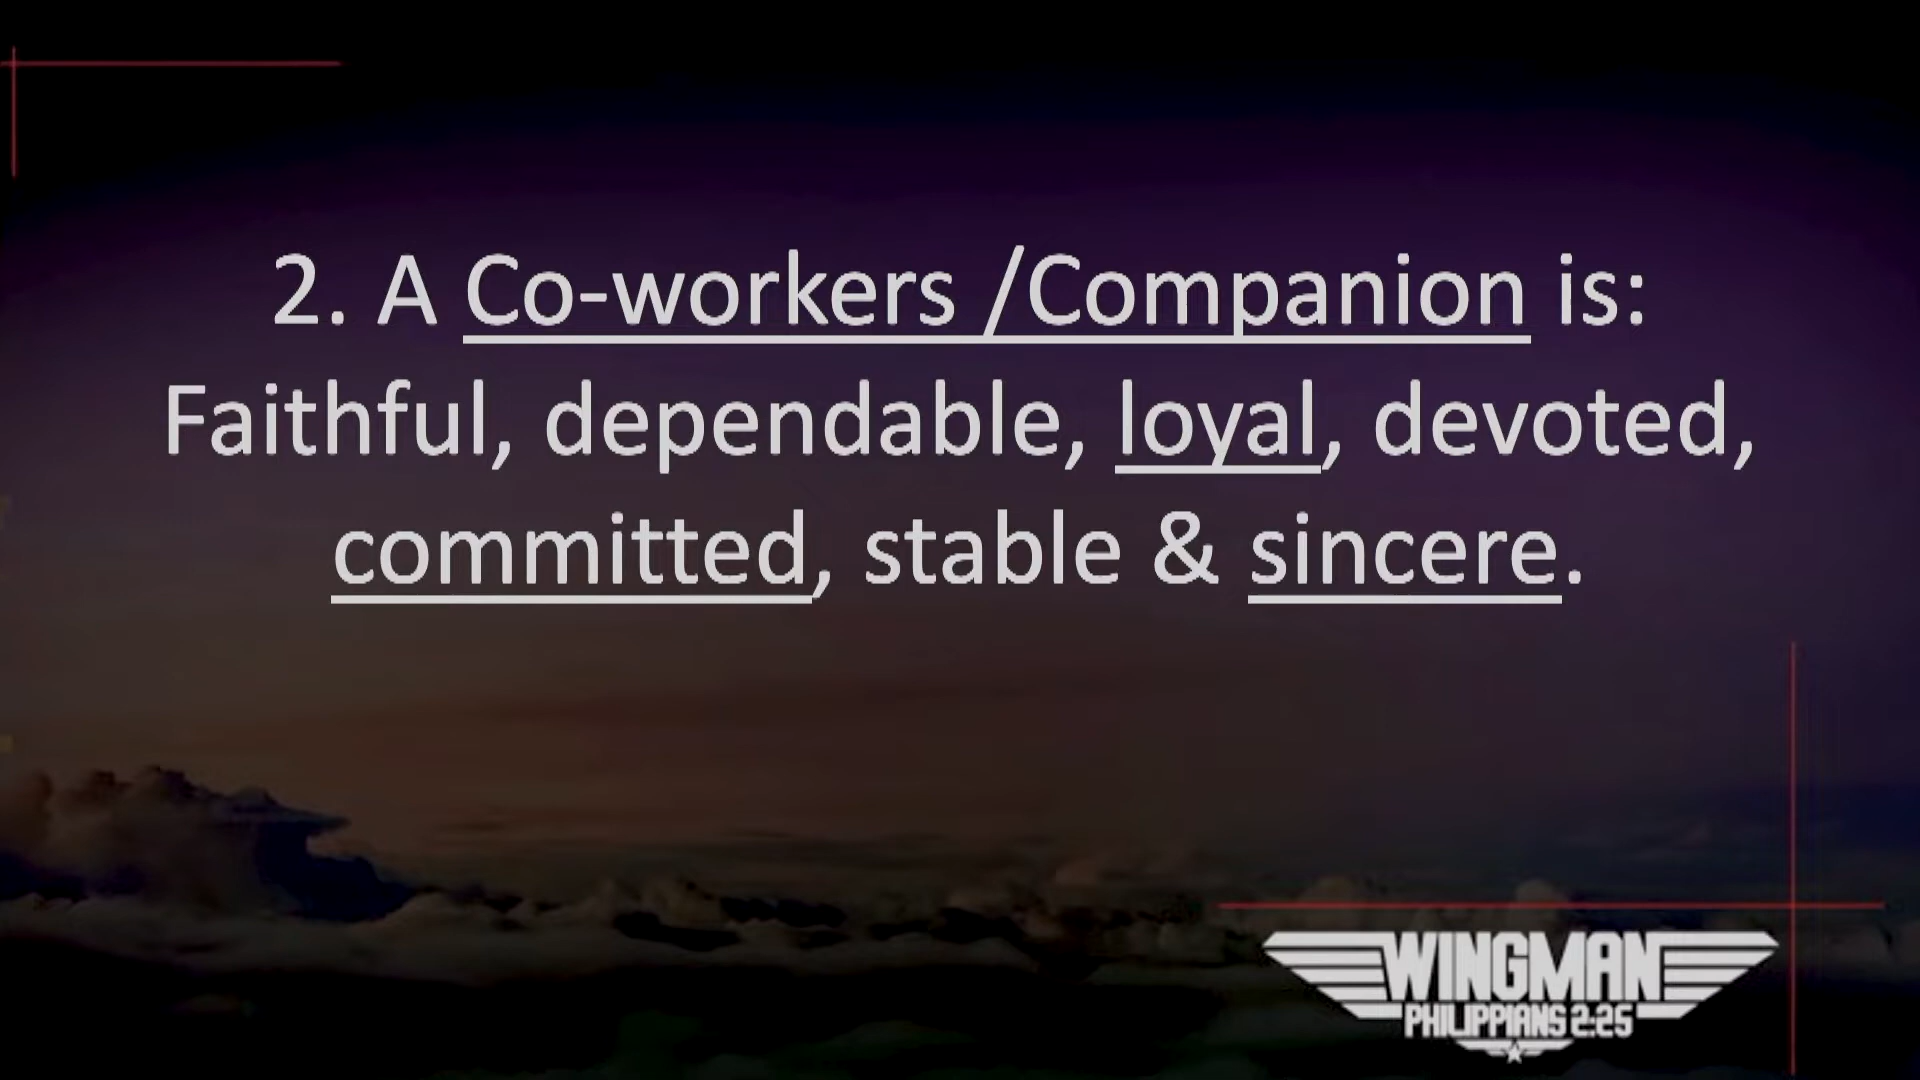 2. A Co-workers /Companion is:
Faithful, dependable, loyal, devoted,
committed, stable & sincere.
WINGMAN
PHILIPPIANS 2:25